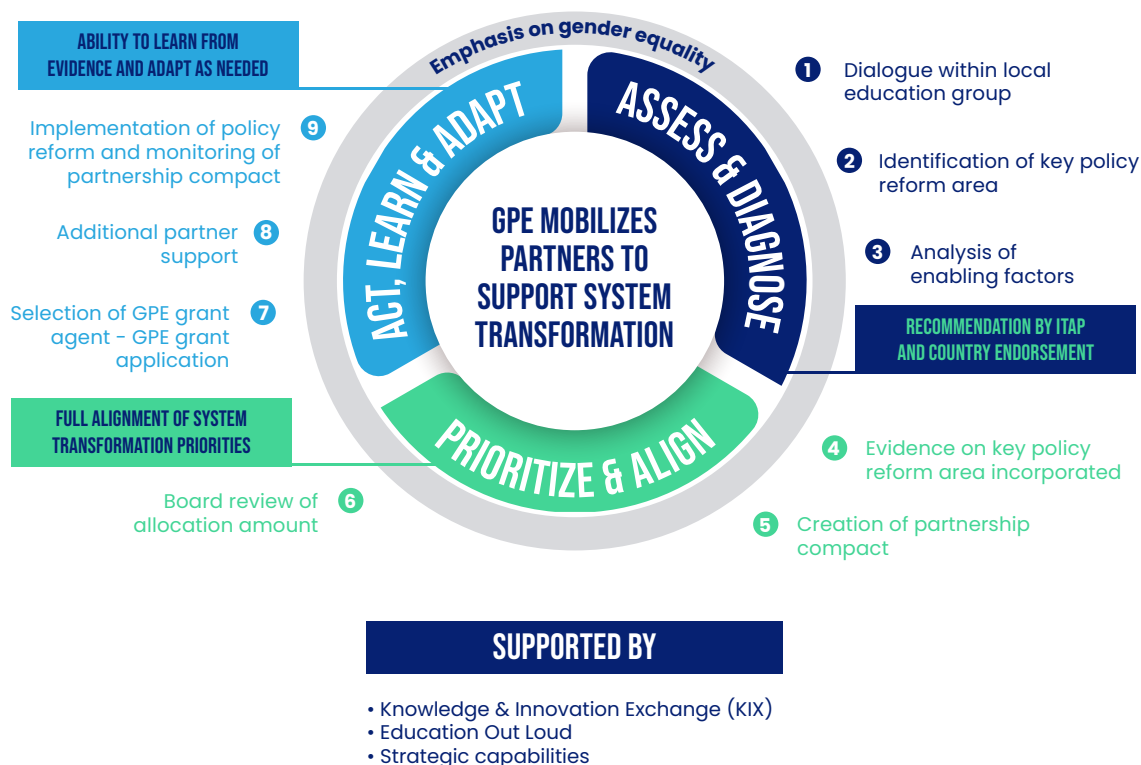 Emphasis on gender equality
ASSESS & DIAGNOSE
PRIORITIZE & ALIGN
ACT, LEARN & ADAPT
GPE MOBILIZES
PARTNERS TO
SUPPORT SYSTEM
TRANSFORMATION
1 Dialogue within local
education group
2 Identification of key policy
reform area
3 Analysis of
enabling factors
RECOMMENDATION BY ITAP
AND COUNTRY ENDORSEMENT
4 Evidence on key policy
reform area incorporated
5 Creation of partnership
compact
6 Board review of
allocation amount
FULL ALIGNMENT OF SYSTEM
TRANSFORMATION PRIORITIES
7 Selection of GPE grant
agent - GPE grant
application
8 Additional partner
support
9 Implementation of policy
reform and monitoring of
partnership compact
ABILITY TO LEARN FROM
EVIDENCE AND ADAPT AS NEEDED
SUPPORTED BY
• Knowledge & Innovation Exchange (KIX)
• Education Out Loud
• Strategic capabilities